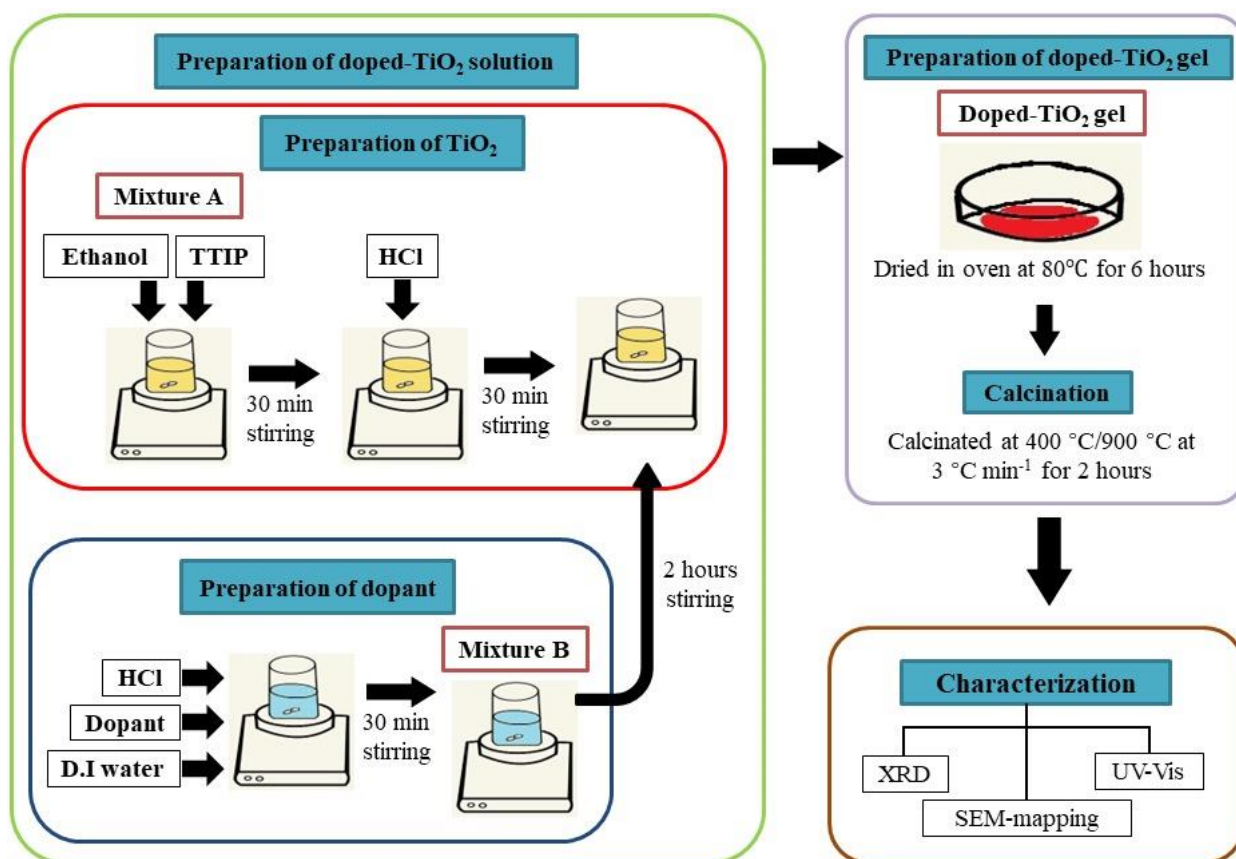 Preparation of doped-TiO₂ solution
Preparation of TiO₂
Mixture A
Ethanol
TTIP
HCl
30 min
stirring
30 min
stirring
Preparation of dopant
Mixture B
HCl
Dopant
D.I water
30 min
stirring
2 hours
stirring
Preparation of doped-TiO₂ gel
Doped-TiO₂ gel
Dried in oven at 80℃ for 6 hours
Calcination
Calcinated at 400 °C/900 °C at
3 °C min⁻¹ for 2 hours
Characterization
XRD
UV-Vis
SEM-mapping